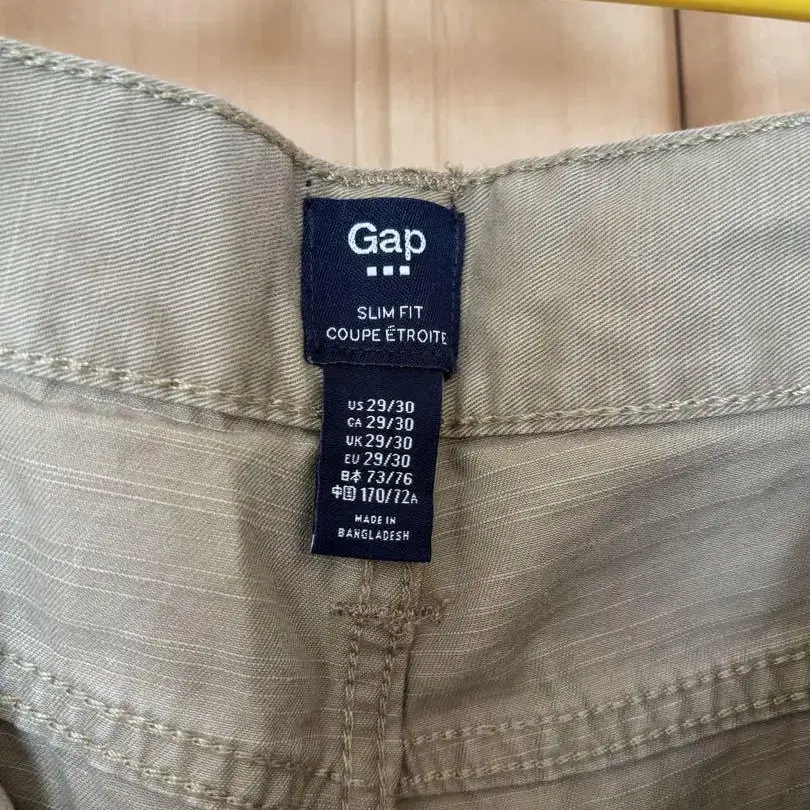 Gap
SLIM FIT
COUPE ÉTROITE
US 29/30
CA 29/30
UK 29/30
EU 29/30
日本 73/76
中国 170/72A
MADE IN
BANGLADESH